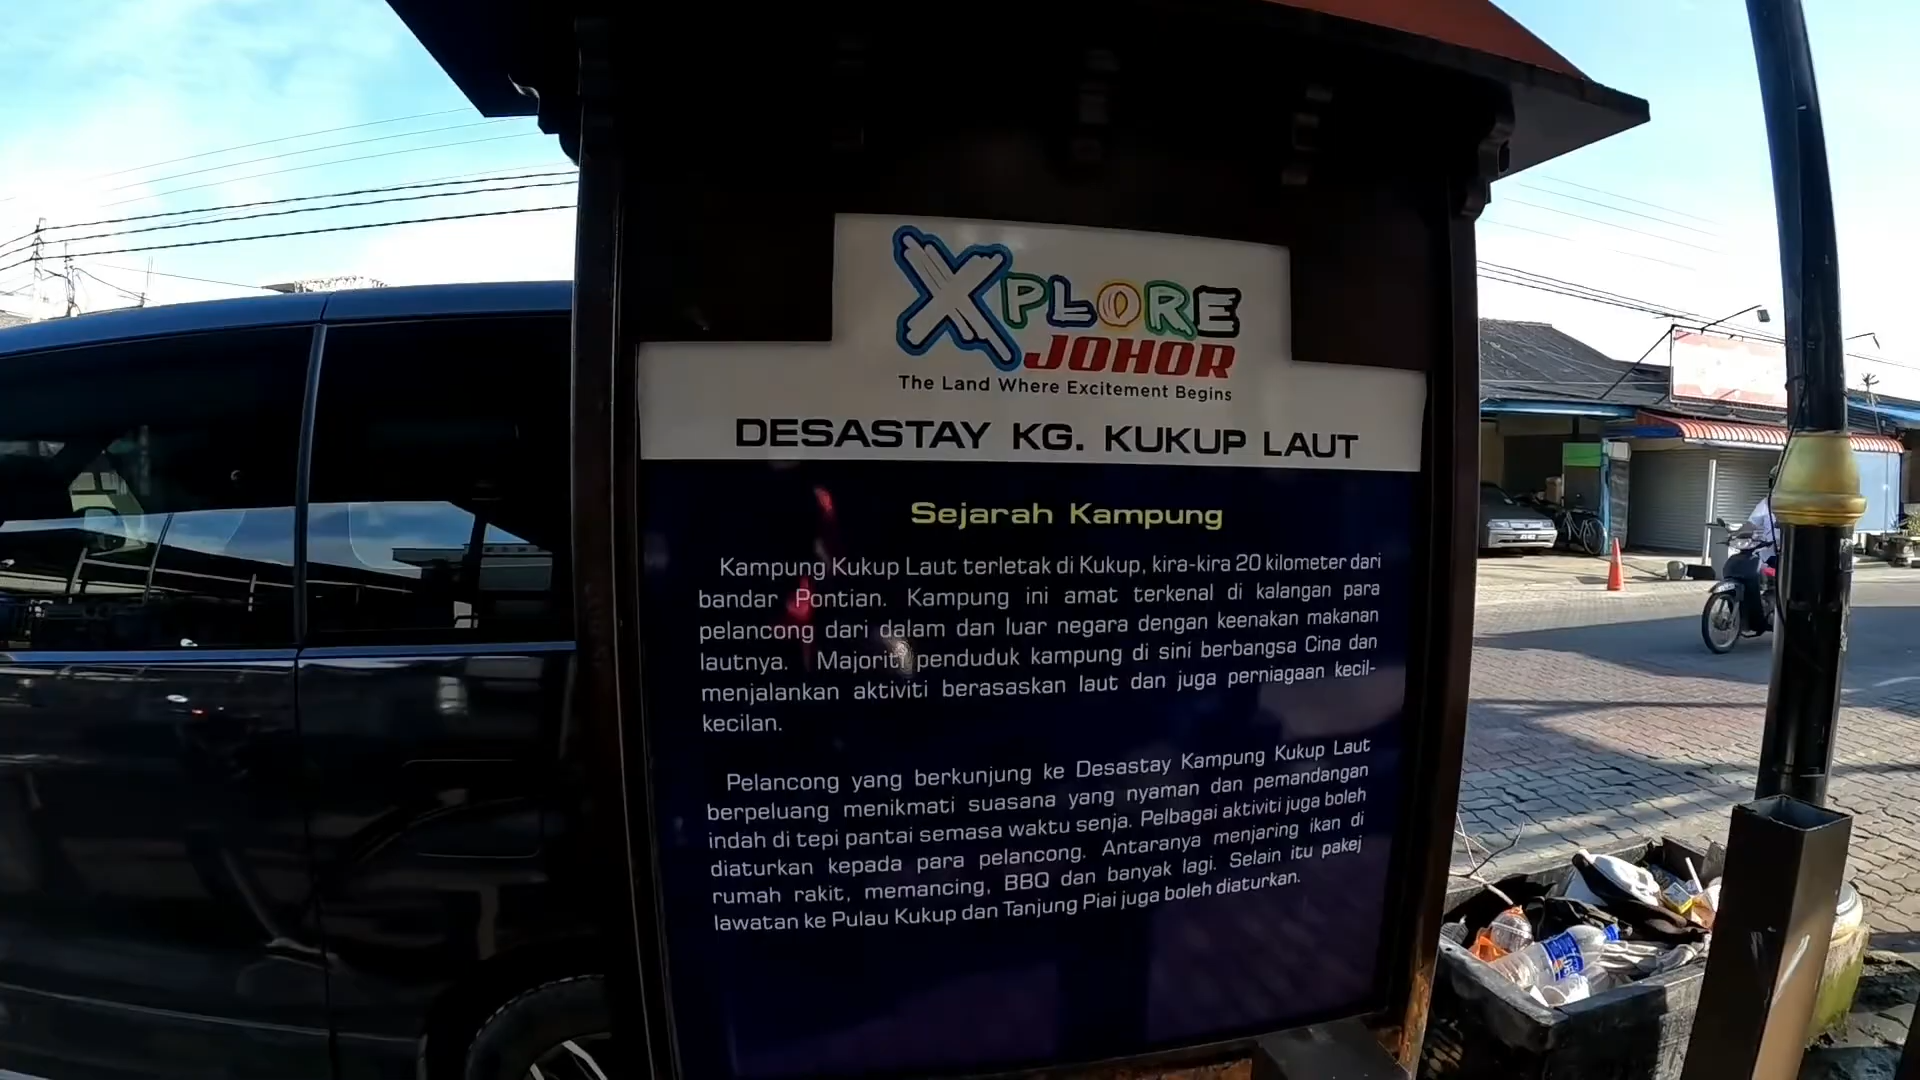 XPLORE
JOHOR
The Land Where Excitement Begins
DESASTAY KG. KUKUP LAUT
Sejarah Kampung
Kampung Kukup Laut terletak di Kukup, kira-kira 20 kilometer dari
bandar Pontian. Kampung ini amat terkenal di kalangan para
pelancong dari dalam dan luar negara dengan keenakan makanan
lautnya. Majoriti penduduk kampung di sini berbangsa Cina dan
menjalankan aktiviti berasaskan laut dan juga perniagaan kecil-
kecilan.
Pelancong yang berkunjung ke Desastay Kampung Kukup Laut
berpeluang menikmati suasana yang nyaman dan pemandangan
indah di tepi pantai semasa waktu senja. Pelbagai aktiviti juga boleh
diaturkan kepada para pelancong. Antaranya menjaring ikan di
rumah rakit, memancing, BBQ dan banyak lagi. Selain itu pakej
lawatan ke Pulau Kukup dan Tanjung Piai juga boleh diaturkan.